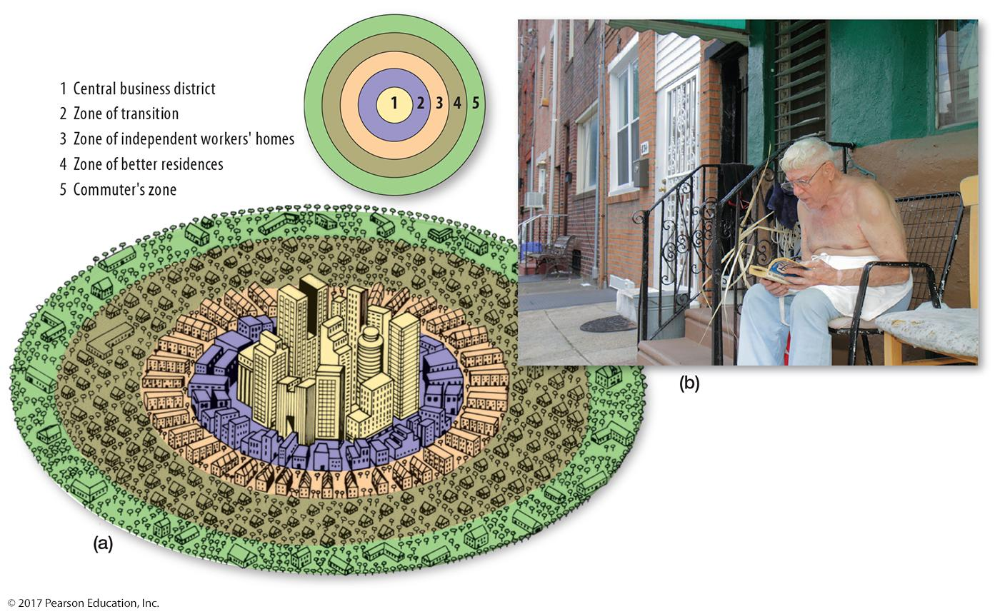 1 Central business district
2 Zone of transition
3 Zone of independent workers' homes
4 Zone of better residences
5 Commuter's zone
1 2 3 4 5
(b)
(a)
© 2017 Pearson Education, Inc.